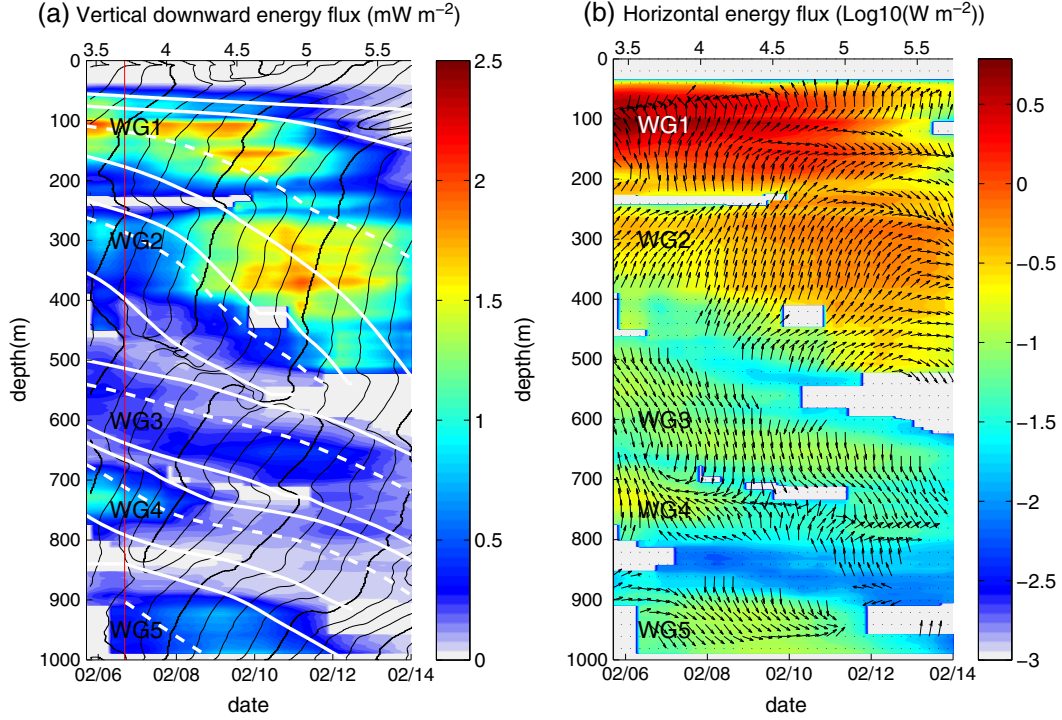 (a) Vertical downward energy flux (mW m⁻²)
3.5 4 4.5 5 5.5
0
100
200
300
400
500
600
700
800
900
1000
depth(m)
WG1
WG2
WG3
WG4
WG5
02/06 02/08 02/10 02/12 02/14
date
2.5
2
1.5
1
0.5
0
(b) Horizontal energy flux (Log10(W m⁻²))
3.5 4 4.5 5 5.5
0
100
200
300
400
500
600
700
800
900
1000
depth(m)
WG1
WG2
WG3
WG4
WG5
02/06 02/08 02/10 02/12 02/14
date
0.5
0
−0.5
−1
−1.5
−2
−2.5
−3